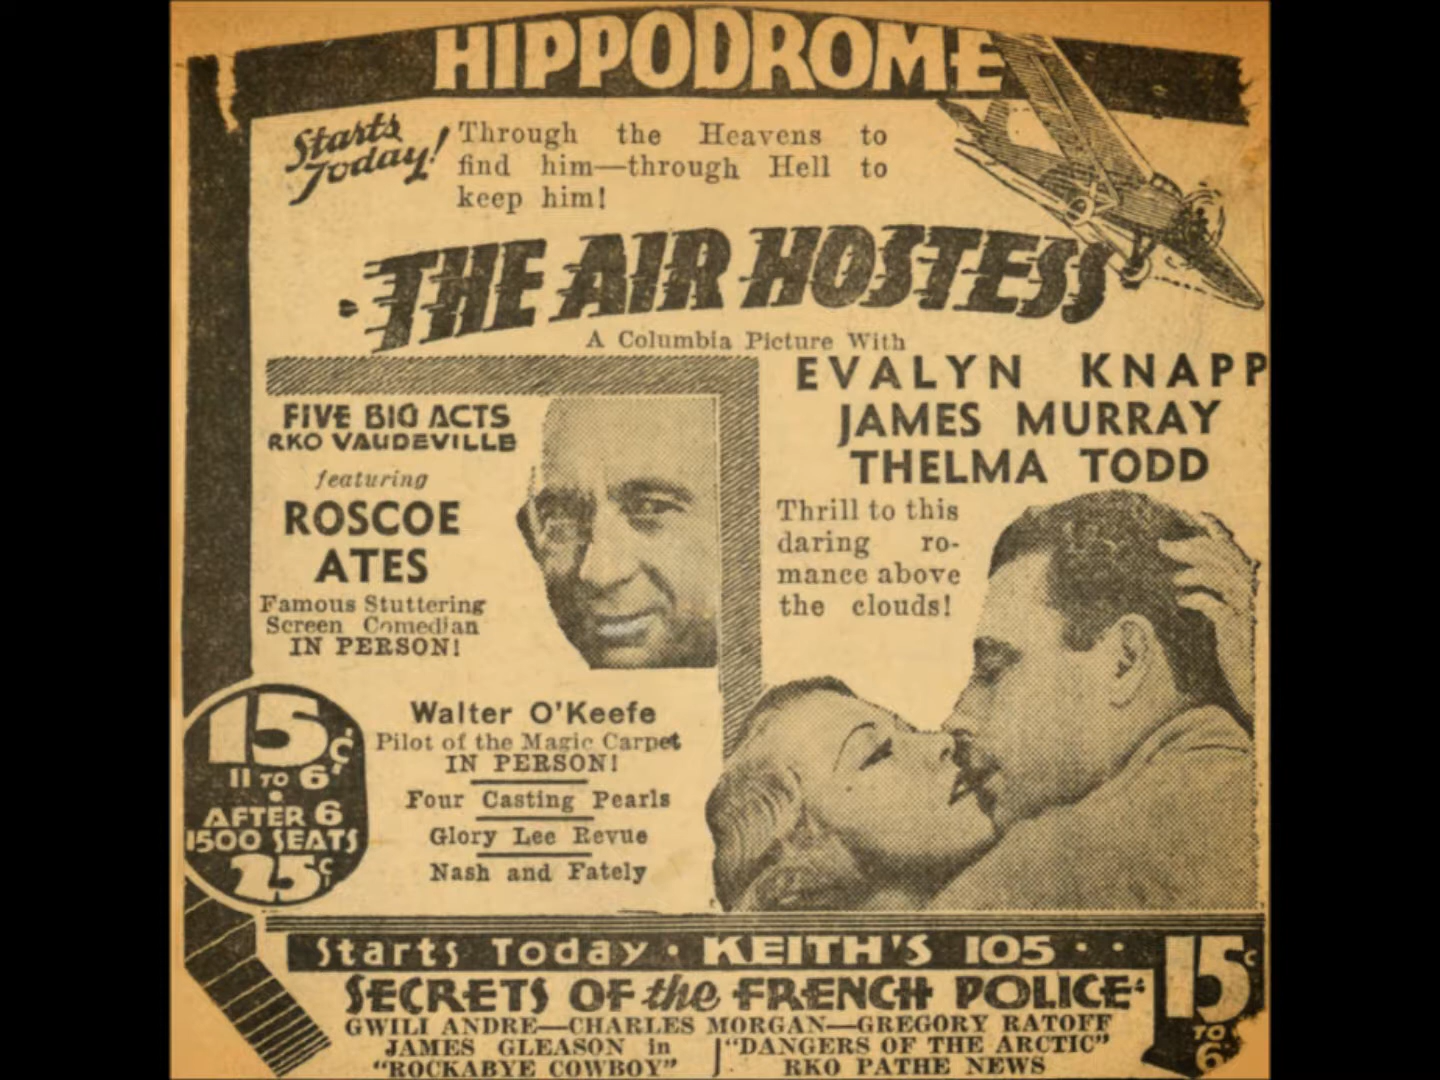 HIPPODROME
Starts
Today!
Through the Heavens to
find him—through Hell to
keep him!
THE AIR HOSTESS
A Columbia Picture With
EVALYN KNAPP
JAMES MURRAY
THELMA TODD
FIVE BIG ACTS
RKO VAUDEVILLE
featuring
ROSCOE
ATES
Famous Stuttering
Screen Comedian
IN PERSON!
Thrill to this
daring ro-
mance above
the clouds!
15c
11 TO 6
AFTER 6
1500 SEATS
25c
Walter O'Keefe
Pilot of the Magic Carpet
IN PERSON!
Four Casting Pearls
Glory Lee Revue
Nash and Fately
Starts Today · KEITH'S 105 · ·
SECRETS OF the FRENCH POLICE
GWILI ANDRE—CHARLES MORGAN—GREGORY RATOFF
JAMES GLEASON in
"ROCKABYE COWBOY"
"DANGERS OF THE ARCTIC"
RKO PATHE NEWS
15c
TO
6